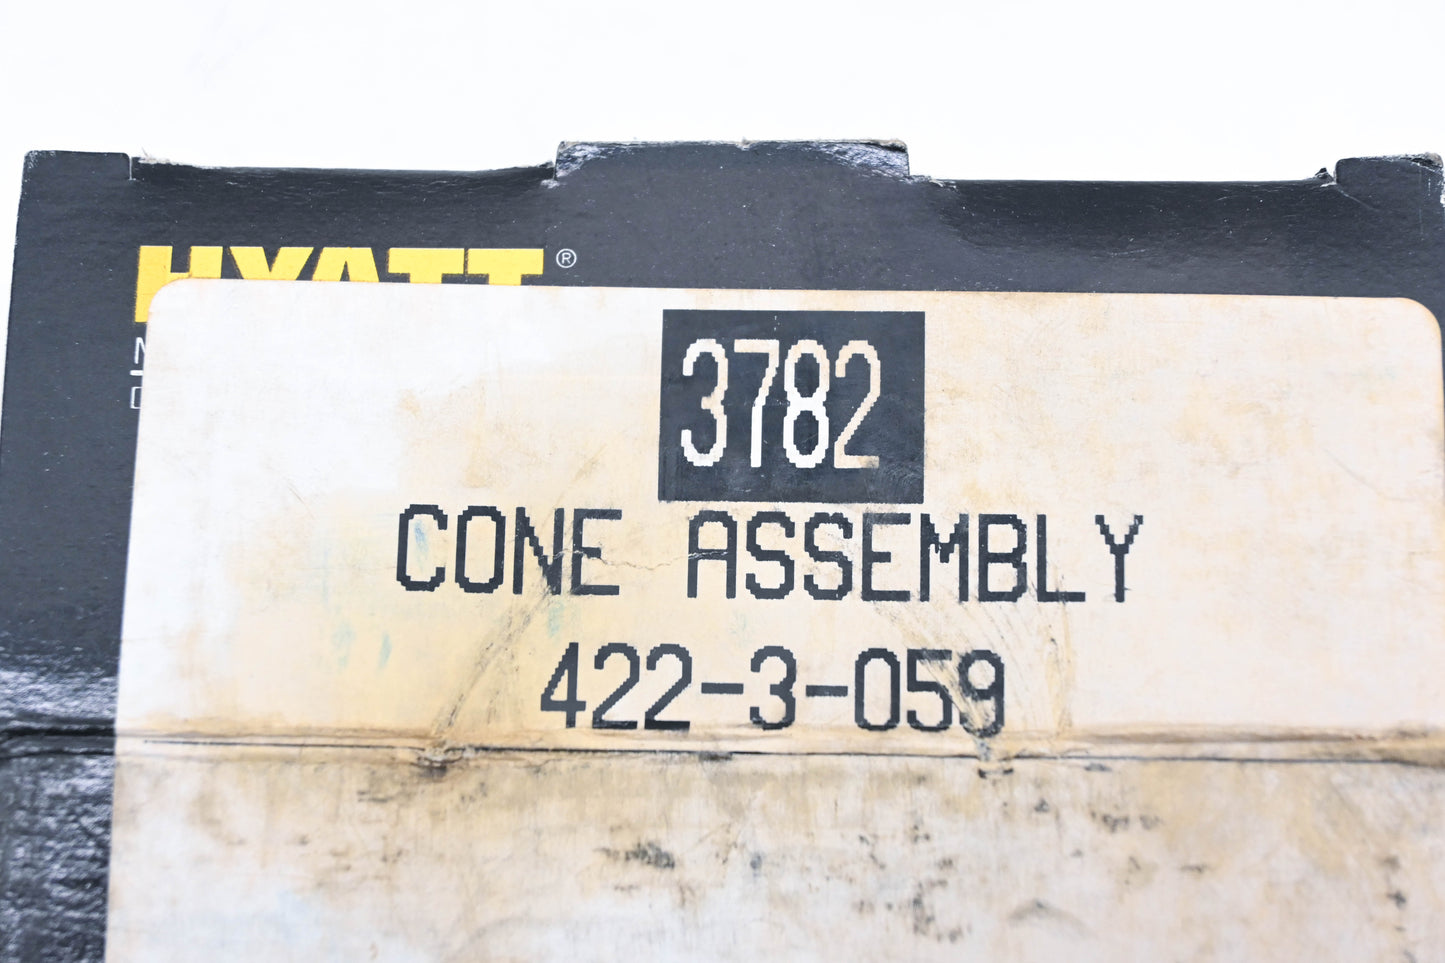 HYATT®
3782
CONE ASSEMBLY
422-3-059